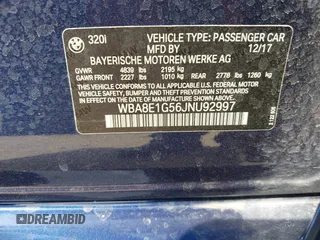 320i VEHICLE TYPE: PASSENGER CAR
12/17
BAYERISCHE MOTOREN WERKE AG
GVWR 4839 lbs 2195 kg
GAWR FRONT 2227 lbs 1010 kg REAR 2778 lbs 1260 kg
THIS VEHICLE CONFORMS TO ALL APPLICABLE
FEDERAL MOTOR VEHICLE SAFETY, BUMPER, AND
THEFT PREVENTION STANDARDS IN EFFECT ON
THE DATE OF MANUFACTURE SHOWN ABOVE.
WBA8E1G56JNU92997
DREAMBID